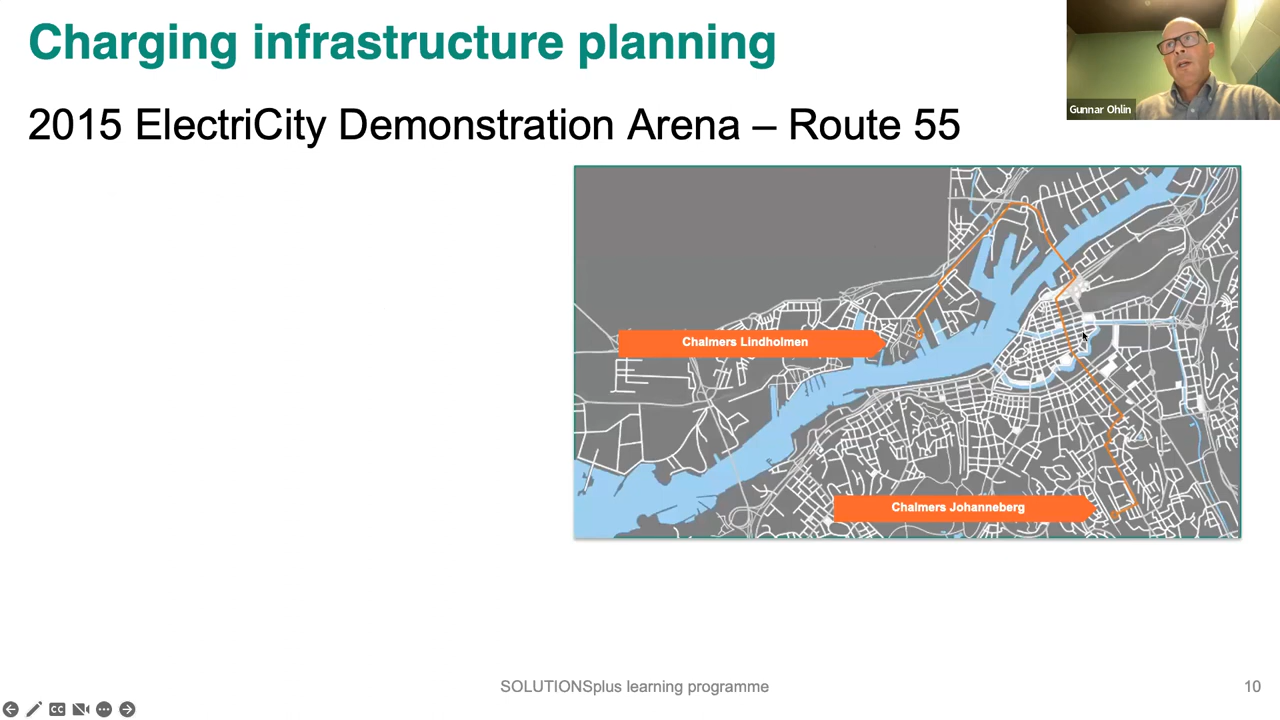 Charging infrastructure planning
Gunnar Ohlin
2015 ElectriCity Demonstration Arena – Route 55
Chalmers Lindholmen
Chalmers Johanneberg
SOLUTIONSplus learning programme
10
CC